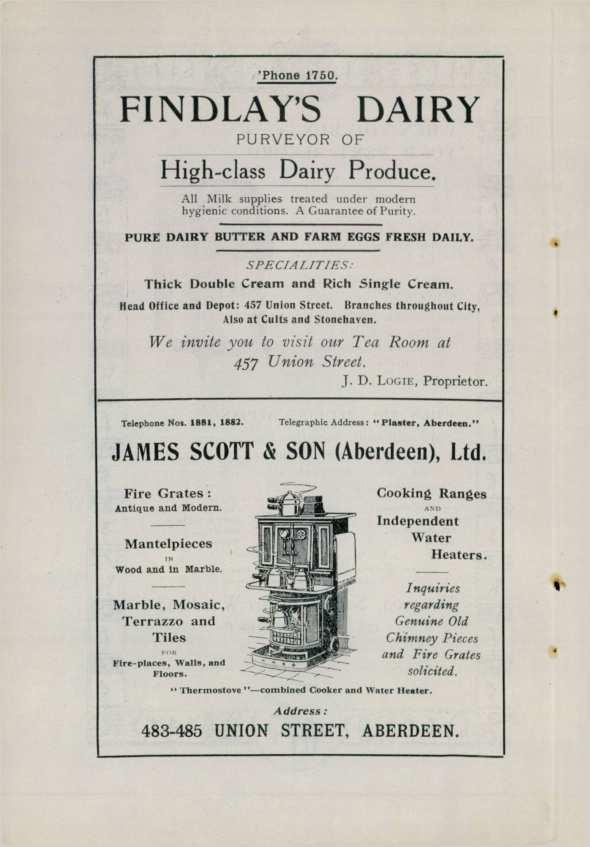 'Phone 1750.
FINDLAY'S DAIRY
PURVEYOR OF
High-class Dairy Produce.
All Milk supplies treated under modern
hygienic conditions. A Guarantee of Purity.
PURE DAIRY BUTTER AND FARM EGGS FRESH DAILY.
SPECIALITIES:
Thick Double Cream and Rich Single Cream.
Head Office and Depot: 457 Union Street. Branches throughout City,
Also at Cults and Stonehaven.
We invite you to visit our Tea Room at
457 Union Street.
J. D. LOGIE, Proprietor.
Telephone Nos. 1881, 1882. Telegraphic Address: "Plaster, Aberdeen."
JAMES SCOTT & SON (Aberdeen), Ltd.
Fire Grates:
Antique and Modern.
Mantelpieces
IN
Wood and in Marble.
Marble, Mosaic,
Terrazzo and
Tiles
FOR
Fire-places, Walls, and
Floors.
Cooking Ranges
AND
Independent
Water
Heaters.
Inquiries
regarding
Genuine Old
Chimney Pieces
and Fire Grates
solicited.
"Thermostove"—combined Cooker and Water Heater.
Address:
483-485 UNION STREET, ABERDEEN.